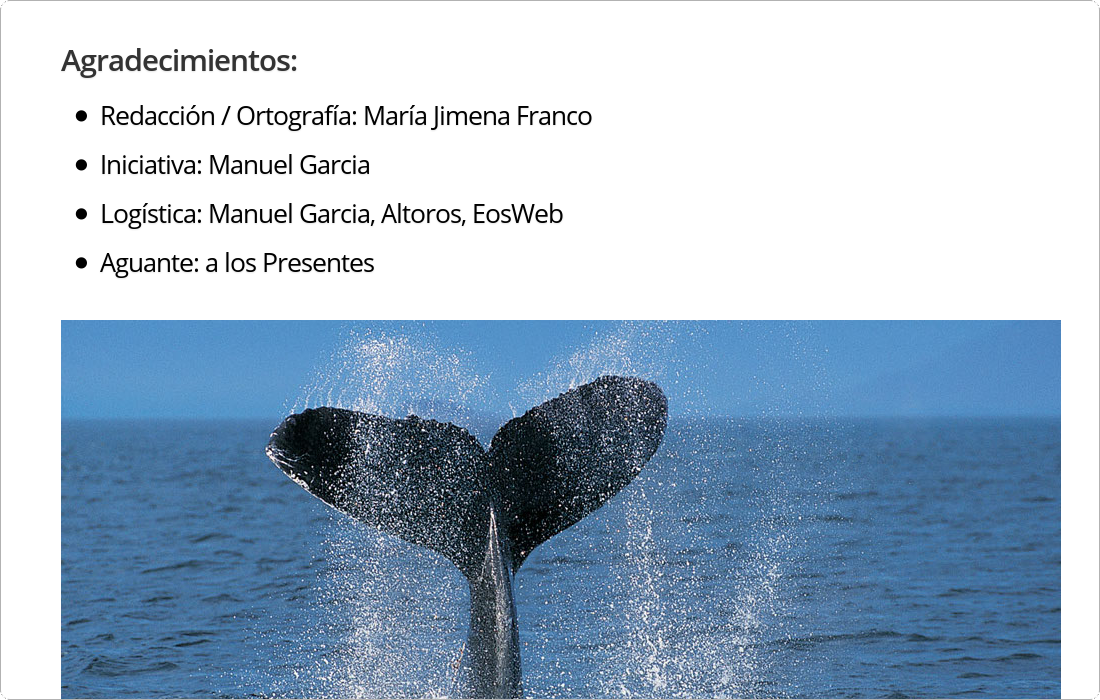 Agradecimientos:
Redacción / Ortografía: María Jimena Franco
Iniciativa: Manuel Garcia
Logística: Manuel Garcia, Altoros, EosWeb
Aguante: a los Presentes